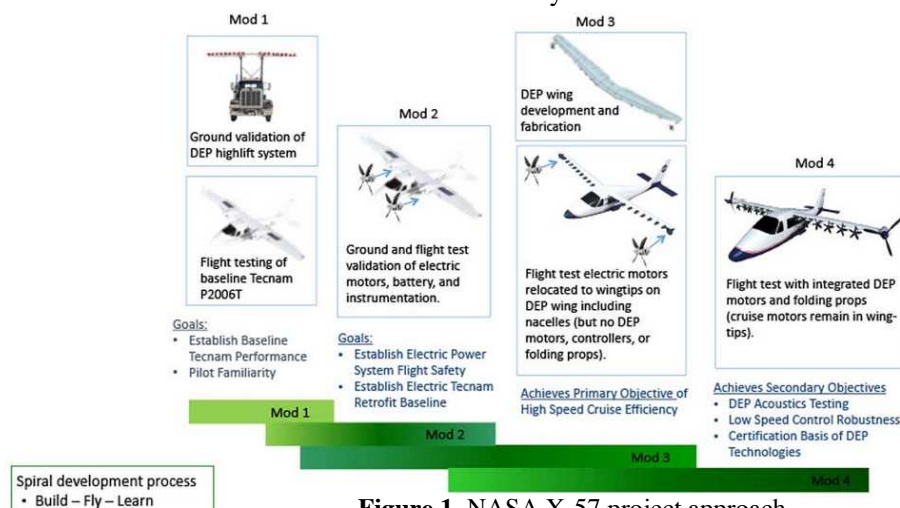 Mod 1
Ground validation of
DEP highlift system
Flight testing of
baseline Tecnam
P2006T
Goals:
• Establish Baseline
Tecnam Performance
• Pilot Familiarity
Mod 2
Ground and flight test
validation of electric
motors, battery, and
instrumentation.
Goals:
• Establish Electric Power
System Flight Safety
• Establish Electric Tecnam
Retrofit Baseline
Mod 3
DEP wing
development and
fabrication
Flight test electric motors
relocated to wingtips on
DEP wing including
nacelles (but no DEP
motors, controllers, or
folding props).
Achieves Primary Objective of
High Speed Cruise Efficiency
Mod 4
Flight test with integrated DEP
motors and folding props
(cruise motors remain in wing-
tips).
Achieves Secondary Objectives
• DEP Acoustics Testing
• Low Speed Control Robustness
• Certification Basis of DEP
Technologies
Mod 1
Mod 2
Mod 3
Mod 4
Spiral development process
• Build – Fly – Learn
Figure 1. NASA X-57 project approach